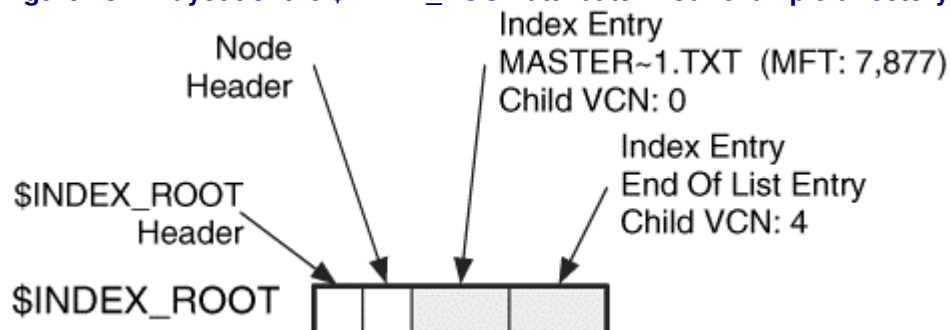 Node
Header
Index Entry
MASTER~1.TXT (MFT: 7,877)
Child VCN: 0
Index Entry
End Of List Entry
Child VCN: 4
$INDEX_ROOT
Header
$INDEX_ROOT